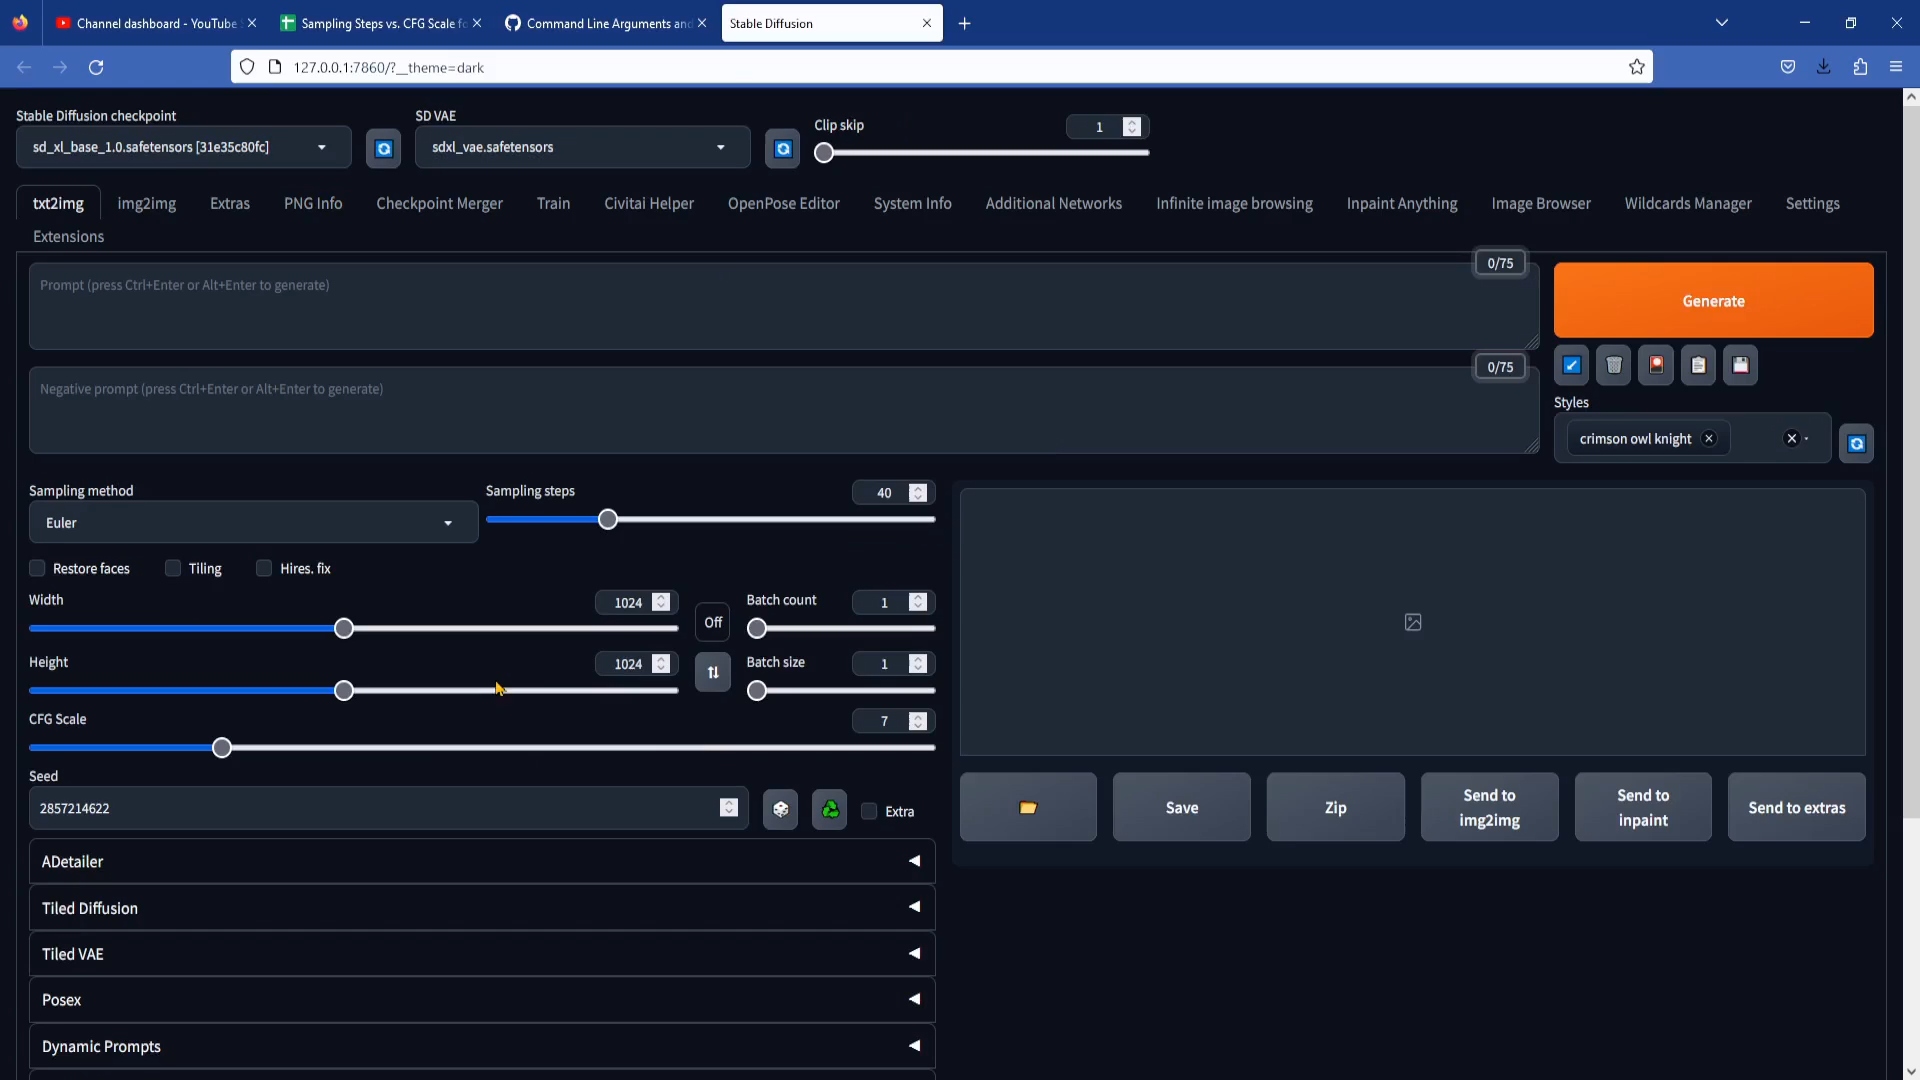 Channel dashboard - YouTube S
Sampling Steps vs. CFG Scale fo
Command Line Arguments and
Stable Diffusion
127.0.0.1:7860/?__theme=dark
Stable Diffusion checkpoint
sd_xl_base_1.0.safetensors [31e35c80fc]
SD VAE
sdxl_vae.safetensors
Clip skip
1
txt2img
img2img
Extras
PNG Info
Checkpoint Merger
Train
Civitai Helper
OpenPose Editor
System Info
Additional Networks
Infinite image browsing
Inpaint Anything
Image Browser
Wildcards Manager
Settings
Extensions
Prompt (press Ctrl+Enter or Alt+Enter to generate)
0/75
Generate
Negative prompt (press Ctrl+Enter or Alt+Enter to generate)
0/75
Styles
crimson owl knight
Sampling method
Euler
Sampling steps
40
Restore faces
Tiling
Hires. fix
Width
1024
Off
Batch count
1
Height
1024
Batch size
1
CFG Scale
7
Seed
2857214622
Extra
Save
Zip
Send to
img2img
Send to
inpaint
Send to extras
ADetailer
Tiled Diffusion
Tiled VAE
Posex
Dynamic Prompts